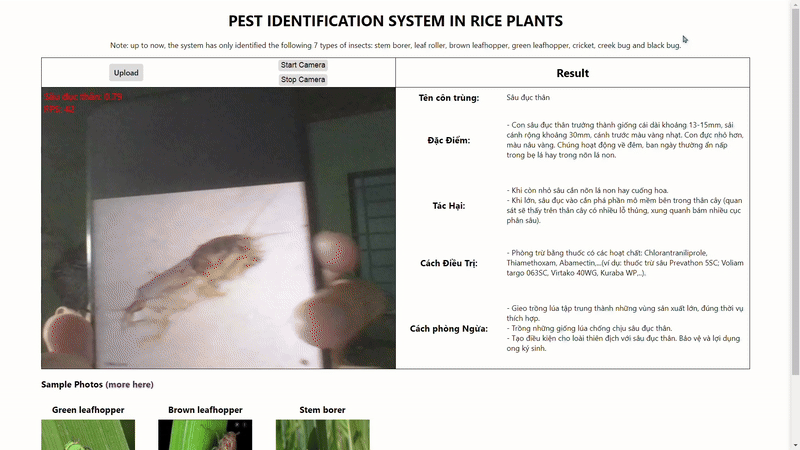 PEST IDENTIFICATION SYSTEM IN RICE PLANTS
Note: up to now, the system has only identified the following 7 types of insects: stem borer, leaf roller, brown leafhopper, green leafhopper, cricket, creek bug and black bug.
Upload
Start Camera
Stop Camera
Result
Sâu đục thân: 0.79
FPS: 42
Tên côn trùng:
Sâu đục thân
Đặc Điểm:
- Con sâu đục thân trưởng thành giống cái dài khoảng 13-15mm, sải
cánh rộng khoảng 30mm, cánh trước màu vàng nhạt. Con đực nhỏ hơn,
màu nâu vàng. Chúng hoạt động về đêm, ban ngày thường ẩn nấp
trong bẹ lá hay trong nõn lá non.
Tác Hại:
- Khi còn nhỏ sâu cắn nõn lá non hay cuống hoa.
- Khi lớn, sâu đục vào cắn phá phần mô mềm bên trong thân cây (quan
sát sẽ thấy trên thân cây có nhiều lỗ thủng, xung quanh bám nhiều cục
phân sâu).
Cách Điều Trị:
- Phòng trừ bằng thuốc có các hoạt chất: Chlorantraniliprole,
Thiamethoxam, Abamectin,...(ví dụ: thuốc trừ sâu Prevathon 5SC; Voliam
targo 063SC, Virtako 40WG, Kuraba WP,...).
Cách phòng Ngừa:
- Gieo trồng lúa tập trung thành những vùng sản xuất lớn, đúng thời vụ
thích hợp.
- Trồng những giống lúa chống chịu sâu đục thân.
- Tạo điều kiện cho loài thiên địch với sâu đục thân. Bảo vệ và lợi dụng
ong ký sinh.
Sample Photos (more here)
Green leafhopper
Brown leafhopper
Stem borer